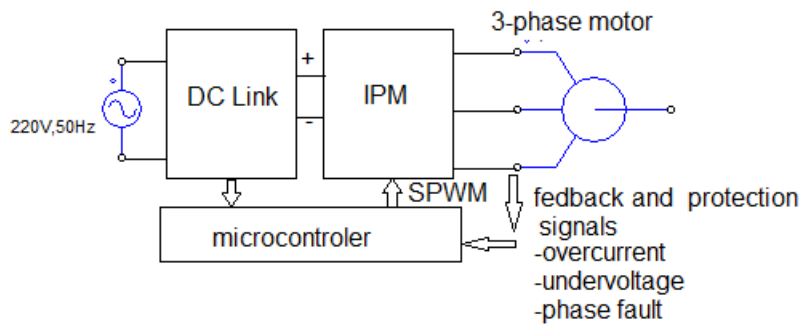 3-phase motor
DC Link
+
-
IPM
220V,50Hz
SPWM
microcontroler
fedback and protection
signals
-overcurrent
-undervoltage
-phase fault